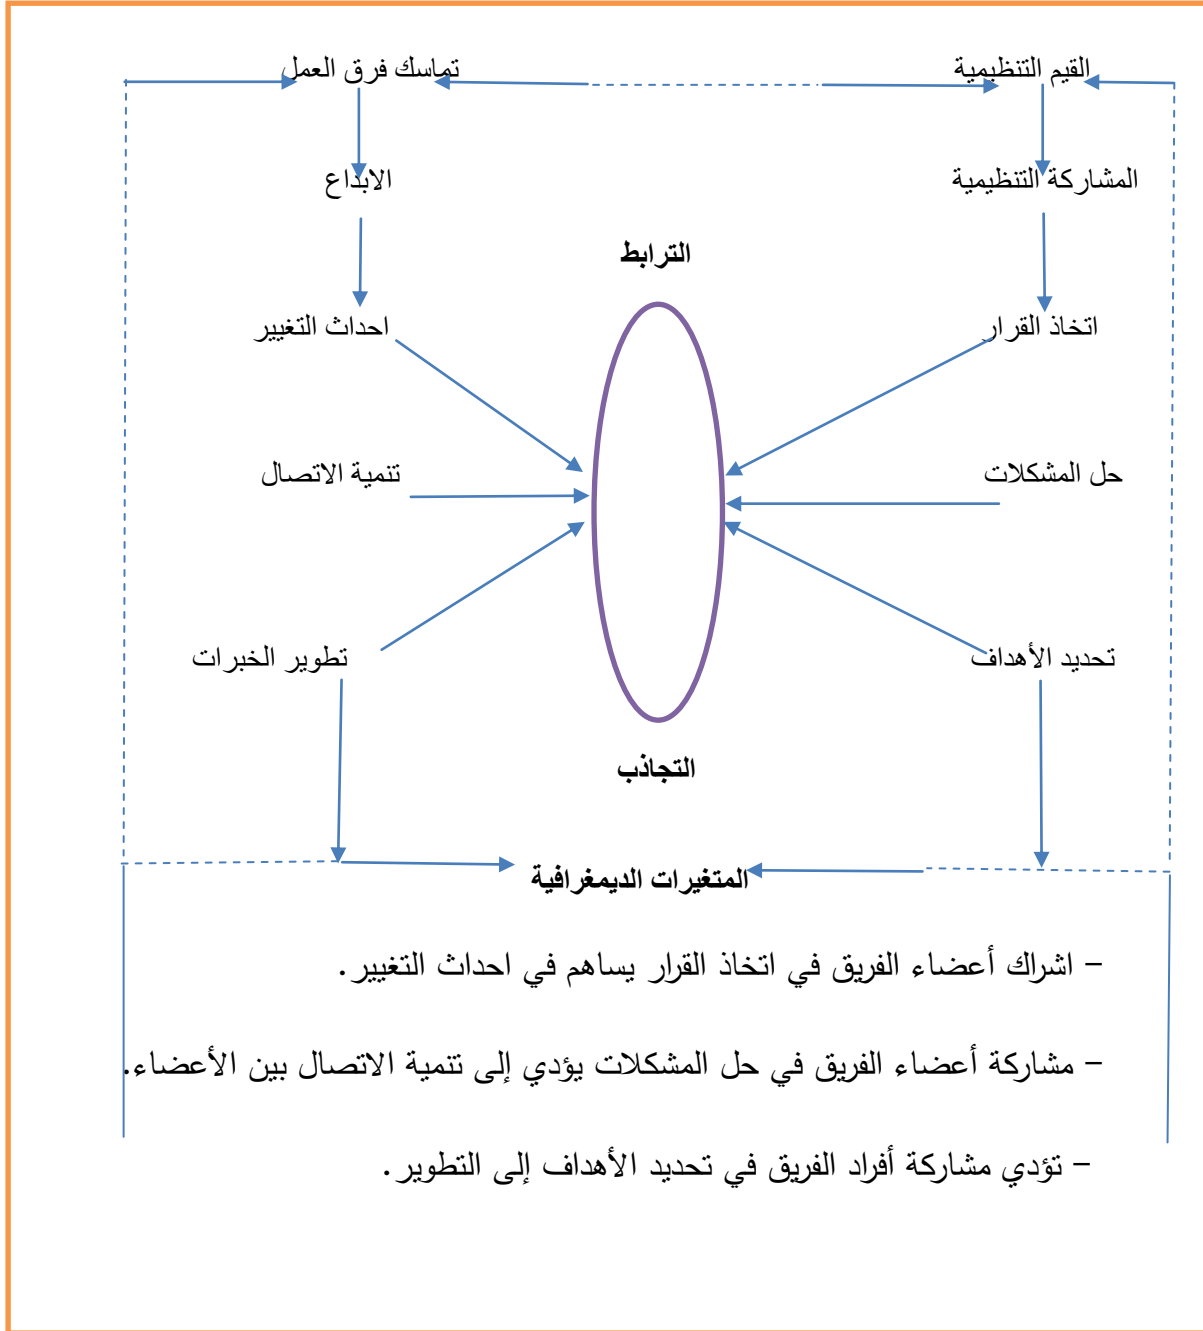 القيم التنظيمية
تماسك فرق العمل
المشاركة التنظيمية
الابداع
الترابط
اتخاذ القرار
احداث التغيير
حل المشكلات
تنمية الاتصال
تحديد الأهداف
تطوير الخبرات
التجاذب
المتغيرات الديمغرافية
– اشراك أعضاء الفريق في اتخاذ القرار يساهم في احداث التغيير.
– مشاركة أعضاء الفريق في حل المشكلات يؤدي إلى تنمية الاتصال بين الأعضاء.
– تؤدي مشاركة أفراد الفريق في تحديد الأهداف إلى التطوير.